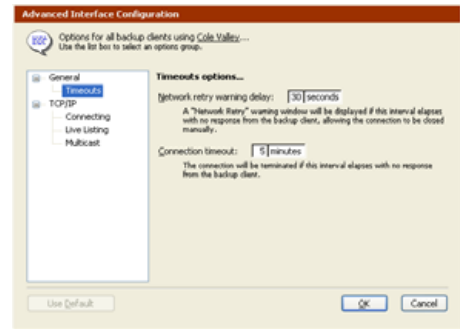 Advanced Interface Configuration
Options for all backup clients using Cole Valley....
Use the list box to select an options group.
General
Timeouts
TCP/IP
Connecting
Live Listing
Multicast
Timeouts options...
Network retry warning delay: 30 seconds
A "Network Retry" warning window will be displayed if this interval elapses
with no response from the backup client, allowing the connection to be closed
manually.
Connection timeout: 5 minutes
The connection will be terminated if this interval elapses with no response
from the backup client.
Use Default
OK
Cancel